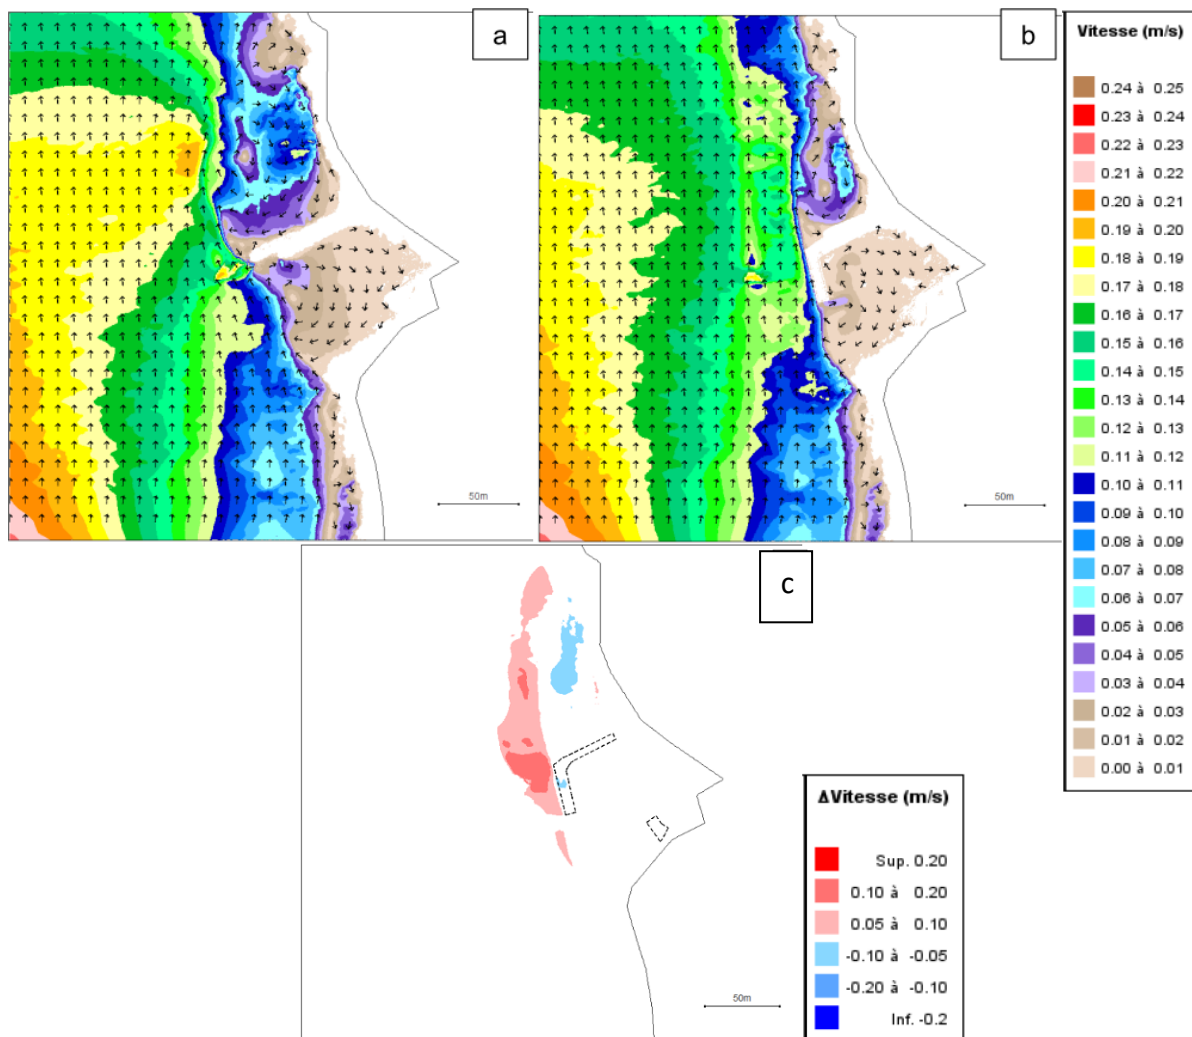 a
50m
b
50m
Vitesse (m/s)
0.24 à 0.25
0.23 à 0.24
0.22 à 0.23
0.21 à 0.22
0.20 à 0.21
0.19 à 0.20
0.18 à 0.19
0.17 à 0.18
0.16 à 0.17
0.15 à 0.16
0.14 à 0.15
0.13 à 0.14
0.12 à 0.13
0.11 à 0.12
0.10 à 0.11
0.09 à 0.10
0.08 à 0.09
0.07 à 0.08
0.06 à 0.07
0.05 à 0.06
0.04 à 0.05
0.03 à 0.04
0.02 à 0.03
0.01 à 0.02
0.00 à 0.01
c
50m
ΔVitesse (m/s)
Sup. 0.20
0.10 à 0.20
0.05 à 0.10
-0.10 à -0.05
-0.20 à -0.10
Inf. -0.2